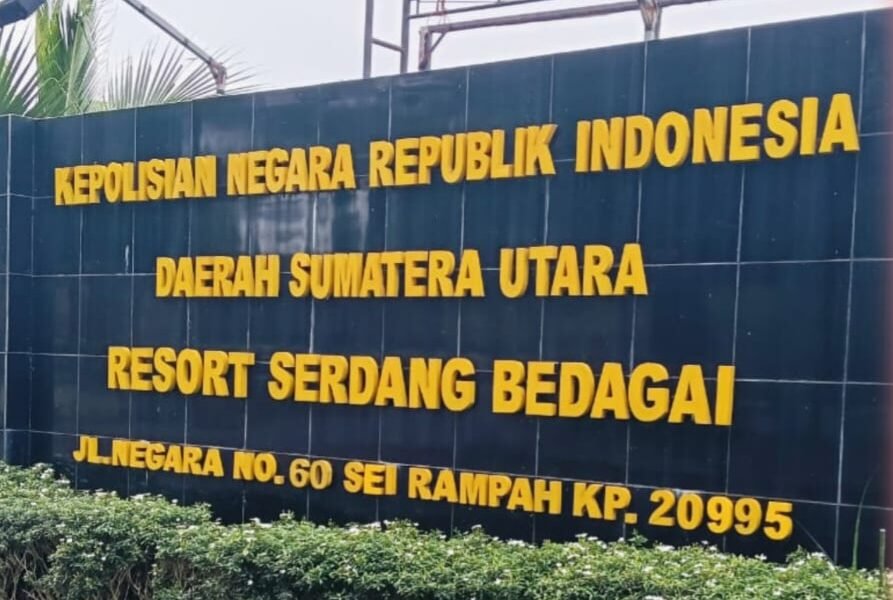 KEPOLISIAN NEGARA REPUBLIK INDONESIA
DAERAH SUMATERA UTARA
RESORT SERDANG BEDAGAI
JL.NEGARA NO.60 SEI RAMPAH KP. 20995